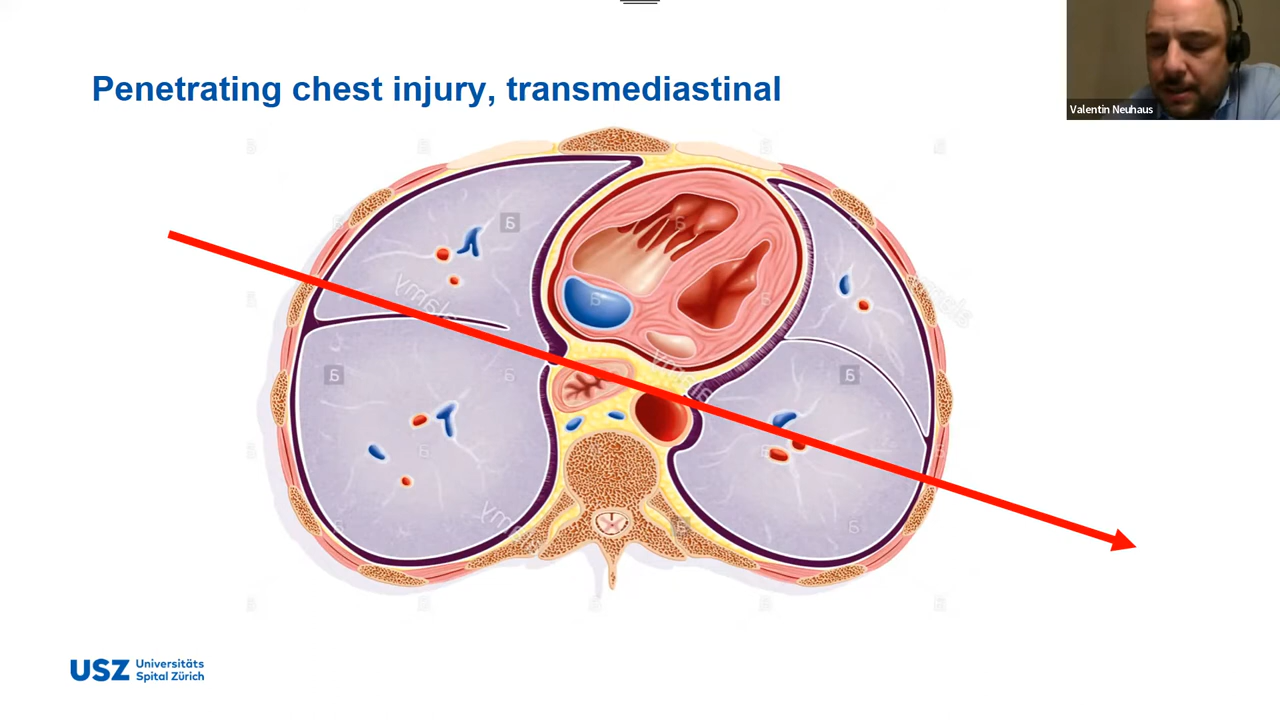 Penetrating chest injury, transmediastinal
Valentin Neuhaus
USZ Universitäts
Spital Zürich